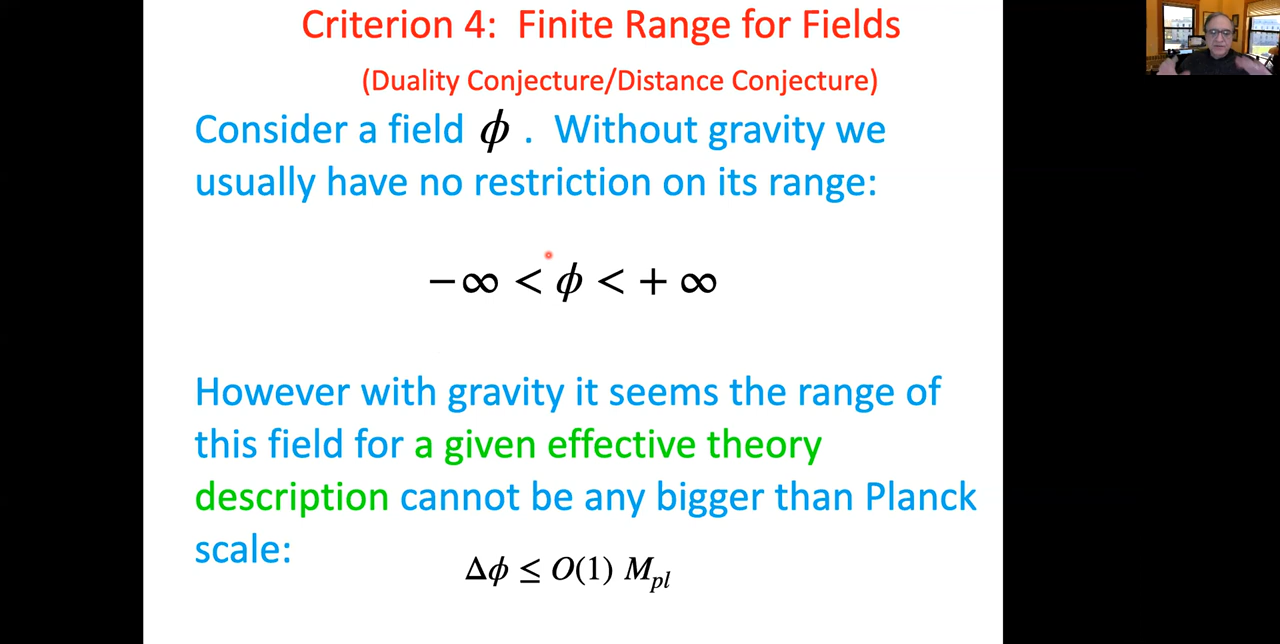 Criterion 4: Finite Range for Fields
(Duality Conjecture/Distance Conjecture)
Consider a field ϕ . Without gravity we
usually have no restriction on its range:
− ∞ < ϕ < + ∞
However with gravity it seems the range of
this field for a given effective theory
description cannot be any bigger than Planck
scale:
Δϕ ≤ O(1) M_{pl}